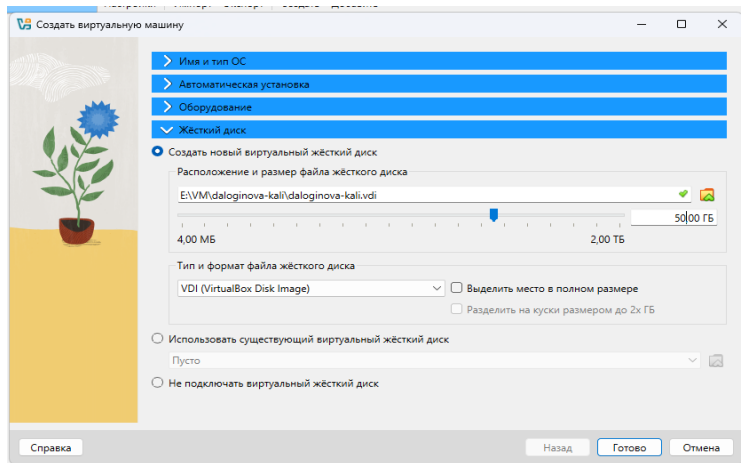 Создать виртуальную машину
Имя и тип ОС
Автоматическая установка
Оборудование
Жёсткий диск
Создать новый виртуальный жёсткий диск
Расположение и размер файла жёсткого диска
E:\VM\daloginova-kali\daloginova-kali.vdi
50,00 ГБ
4,00 МБ 2,00 ТБ
Тип и формат файла жёсткого диска
VDI (VirtualBox Disk Image) Выделить место в полном размере
Разделить на куски размером до 2х ГБ
Использовать существующий виртуальный жёсткий диск
Пусто
Не подключать виртуальный жёсткий диск
Справка Назад Готово Отмена